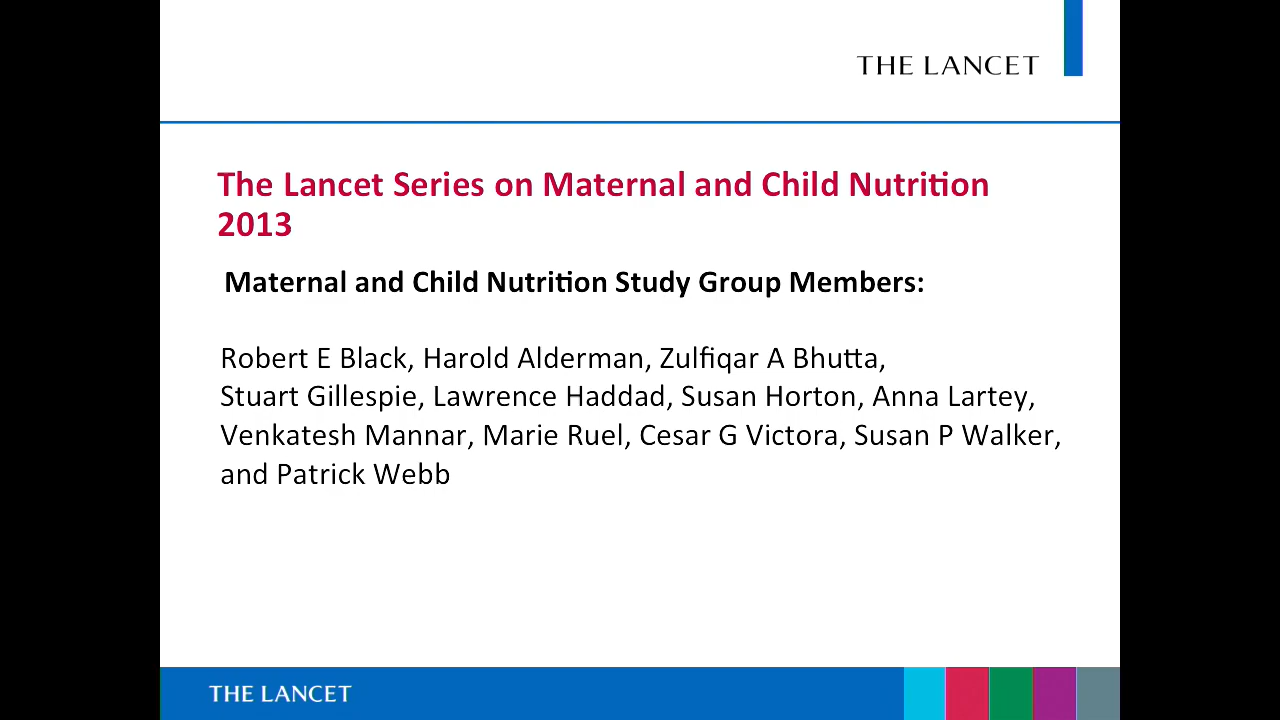 THE LANCET
The Lancet Series on Maternal and Child Nutrition
2013
Maternal and Child Nutrition Study Group Members:
Robert E Black, Harold Alderman, Zulfiqar A Bhutta,
Stuart Gillespie, Lawrence Haddad, Susan Horton, Anna Lartey,
Venkatesh Mannar, Marie Ruel, Cesar G Victora, Susan P Walker,
and Patrick Webb
THE LANCET